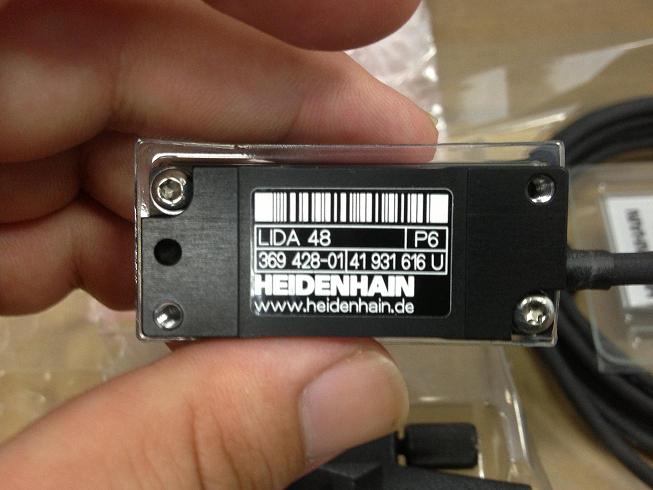 LIDA 48 P6
369 428-01 41 931 616 U
HEIDENHAIN
www.heidenhain.de